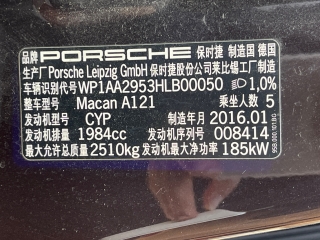 品牌 PORSCHE 保时捷 制造国 德国
生产厂 Porsche Leipzig GmbH 保时捷股份公司莱比锡工厂制造
车辆识别代号 WP1AA2953HLB00050 1,0%
整车型号 Macan A121 乘坐人数 5
发动机型号 CYP 制造年月 2016.01
发动机排量 1984cc 发动机序号 008414
最大允许总质量 2510kg 发动机最大净功率 185kW